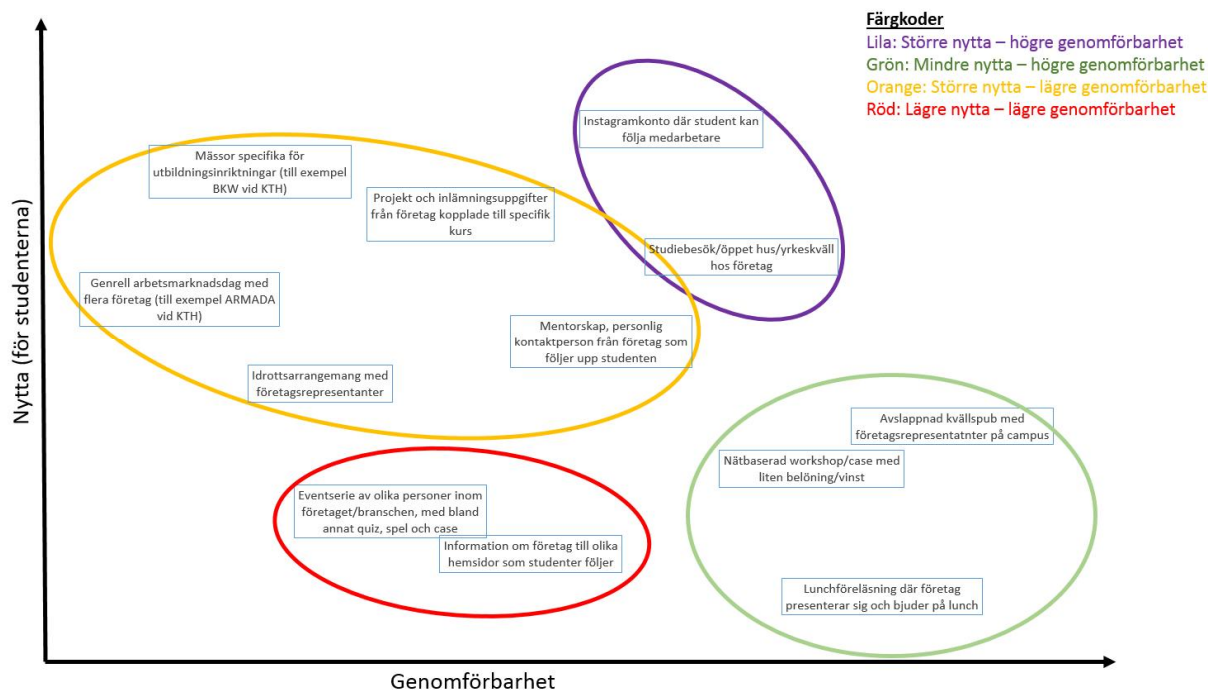 Färgkoder
Lila: Större nytta – högre genomförbarhet
Grön: Mindre nytta – högre genomförbarhet
Orange: Större nytta – lägre genomförbarhet
Röd: Lägre nytta – lägre genomförbarhet
Instagramkonto där student kan
följa medarbetare
Mässor specifika för
utbildningsinriktningar (till exempel
BKW vid KTH)
Projekt och inlämningsuppgifter
från företag kopplade till specifik
kurs
Studiebesök/öppet hus/yrkeskväll
hos företag
Genrell arbetsmarknadsdag med
flera företag (till exempel ARMADA
vid KTH)
Mentorskap, personlig
kontaktperson från företag som
följer upp studenten
Idrottsarrangemang med
företagsrepresentanter
Avslappnad kvällspub med
företagsrepresentatnter på campus
Nätbaserad workshop/case med
liten belöning/vinst
Eventserie av olika personer inom
företaget/branschen, med bland
annat quiz, spel och case
Information om företag till olika
hemsidor som studenter följer
Lunchföreläsning där företag
presenterar sig och bjuder på lunch
Nytta (för studenterna)
Genomförbarhet